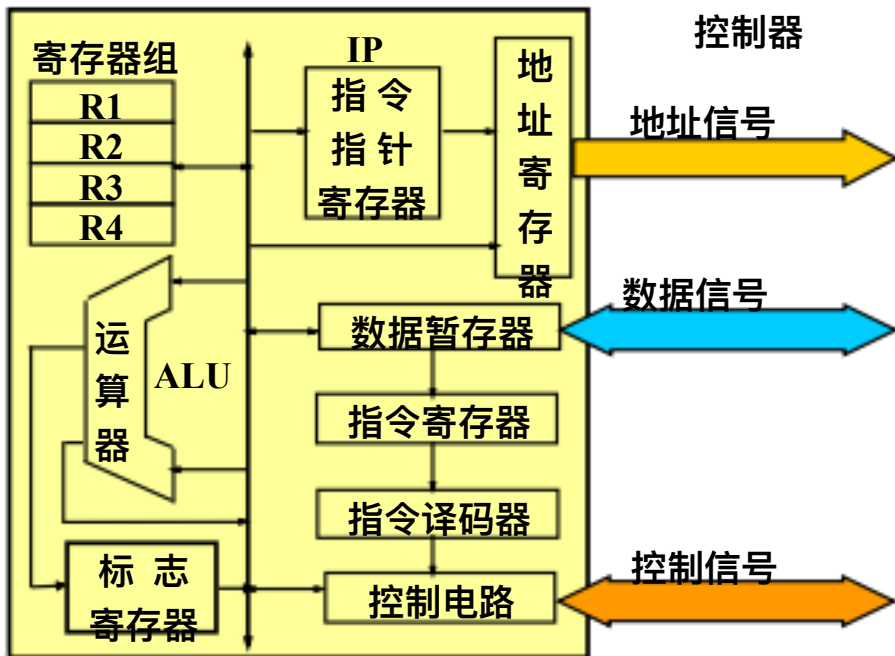 控制器
寄存器组
R1
R2
R3
R4
IP
指 令
指 针
寄存器
地
址
寄
存
器
地址信号
运
算
器
ALU
数据暂存器
数据信号
指令寄存器
指令译码器
标 志
寄存器
控制电路
控制信号